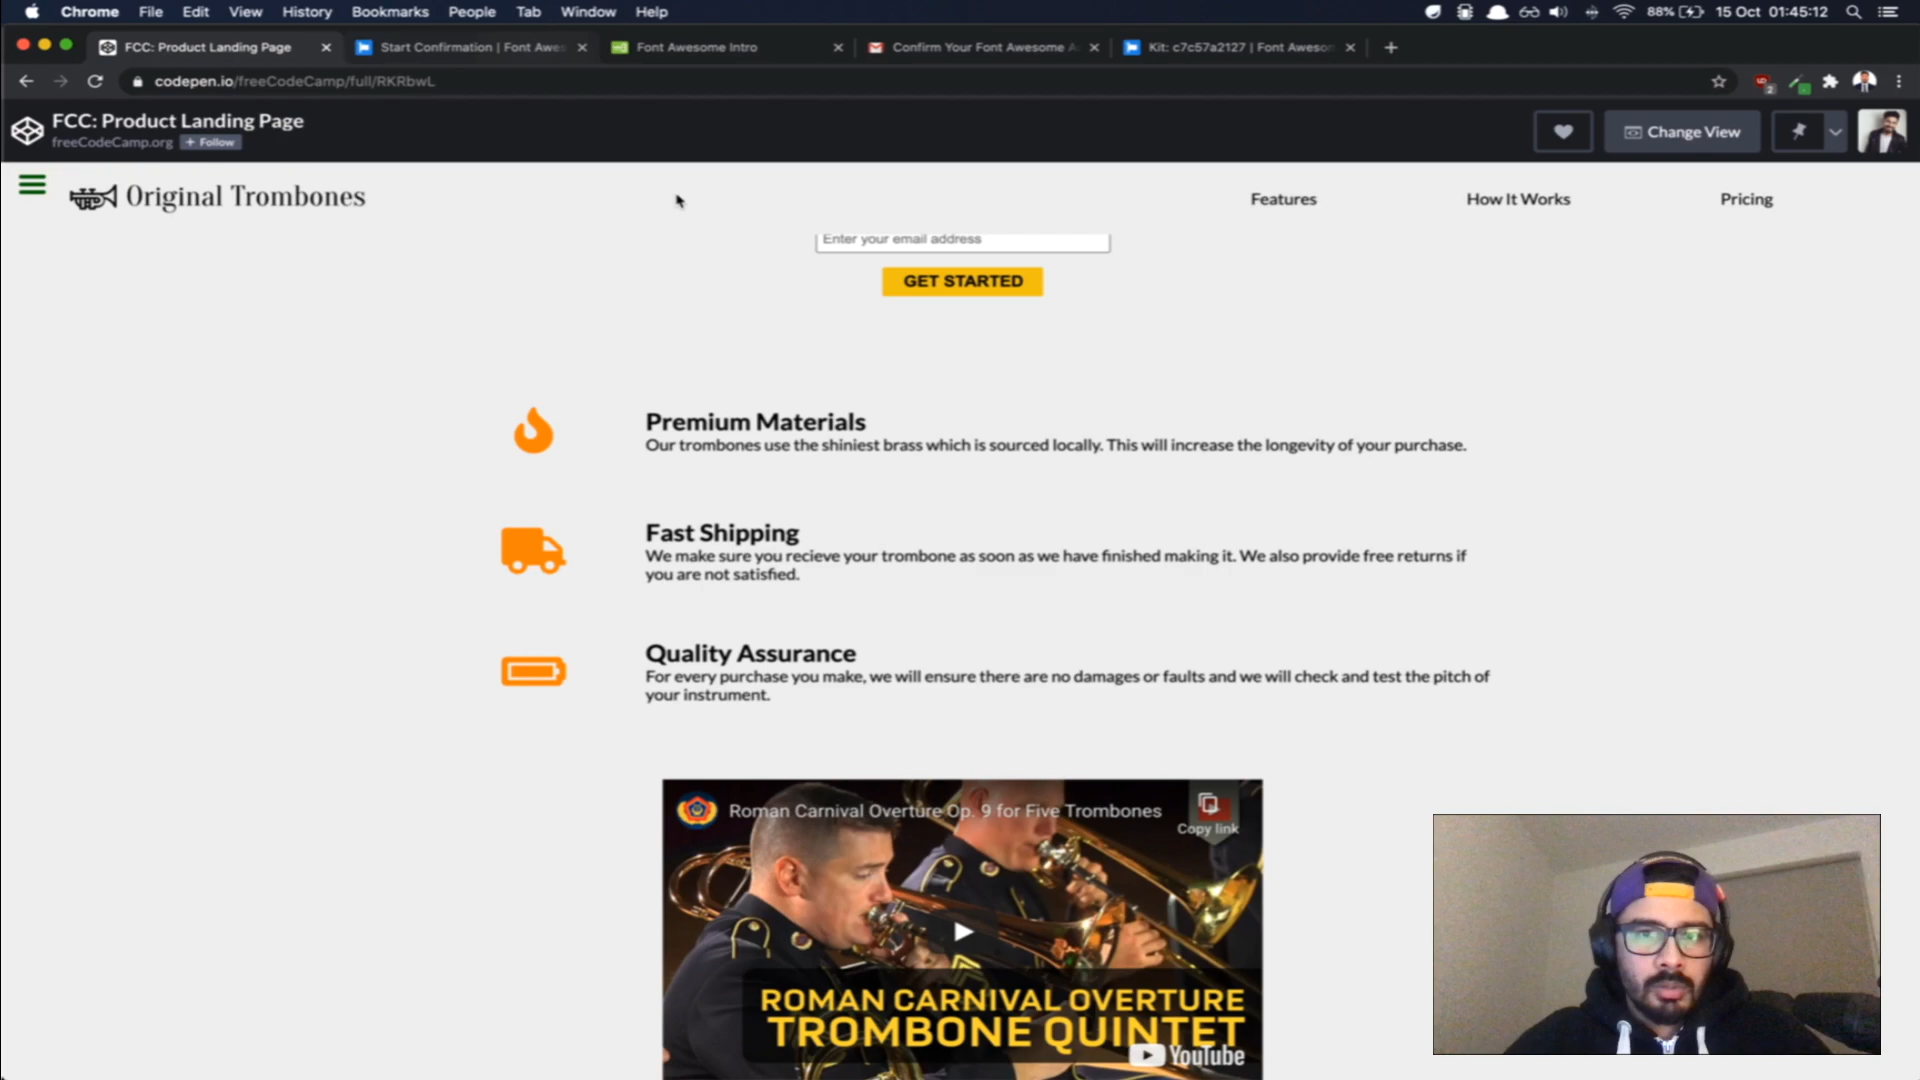 Chrome File Edit View History Bookmarks People Tab Window Help 88% 15 Oct 01:45:12
FCC: Product Landing Page Start Confirmation | Font Awes Font Awesome Intro Confirm Your Font Awesome A Kit: c7c57a2127 | Font Aweson
codepen.io/freeCodeCamp/full/RKRbwL
FCC: Product Landing Page
freeCodeCamp.org + Follow
Change View
Original Trombones
Features How It Works Pricing
Enter your email address
GET STARTED
Premium Materials
Our trombones use the shiniest brass which is sourced locally. This will increase the longevity of your purchase.
Fast Shipping
We make sure you recieve your trombone as soon as we have finished making it. We also provide free returns if
you are not satisfied.
Quality Assurance
For every purchase you make, we will ensure there are no damages or faults and we will check and test the pitch of
your instrument.
Roman Carnival Overture Op. 9 for Five Trombones
Copy link
ROMAN CARNIVAL OVERTURE
TROMBONE QUINTET
YouTube